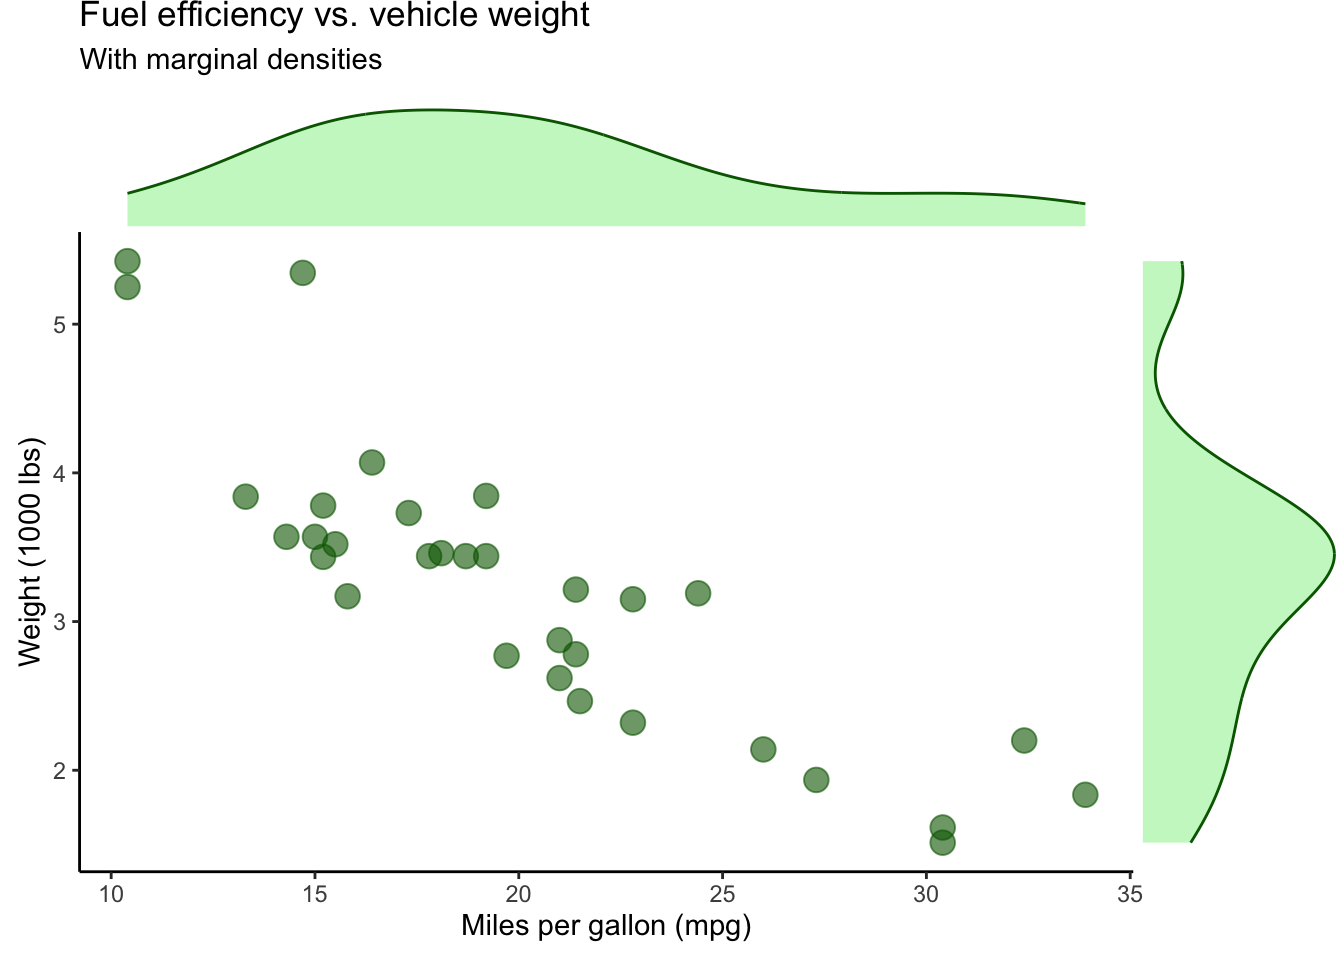 Fuel efficiency vs. vehicle weight
With marginal densities
5
4
3
2
Weight (1000 lbs)
10 15 20 25 30 35
Miles per gallon (mpg)